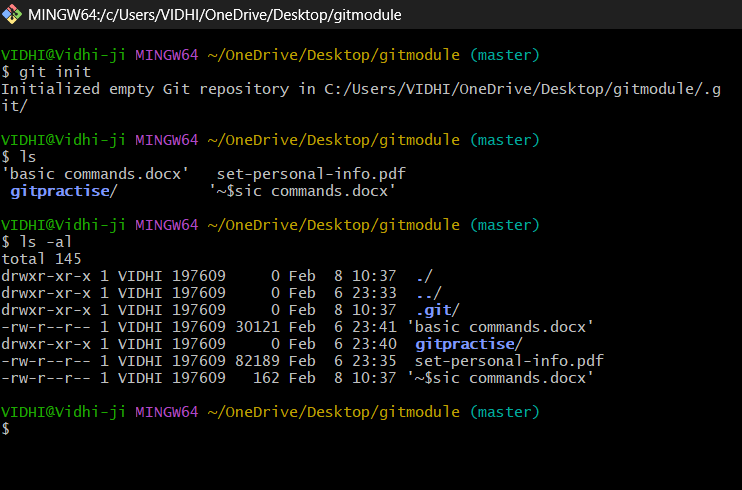 MINGW64:/c/Users/VIDHI/OneDrive/Desktop/gitmodule
VIDHI@Vidhi-ji MINGW64 ~/OneDrive/Desktop/gitmodule (master)
$ git init
Initialized empty Git repository in C:/Users/VIDHI/OneDrive/Desktop/gitmodule/.g
it/
VIDHI@Vidhi-ji MINGW64 ~/OneDrive/Desktop/gitmodule (master)
$ ls
'basic commands.docx'   set-personal-info.pdf
 gitpractise/          '~$sic commands.docx'
VIDHI@Vidhi-ji MINGW64 ~/OneDrive/Desktop/gitmodule (master)
$ ls -al
total 145
drwxr-xr-x 1 VIDHI 197609     0 Feb  8 10:37  ./
drwxr-xr-x 1 VIDHI 197609     0 Feb  6 23:33  ../
drwxr-xr-x 1 VIDHI 197609     0 Feb  8 10:37  .git/
-rw-r--r-- 1 VIDHI 197609 30121 Feb  6 23:41 'basic commands.docx'
drwxr-xr-x 1 VIDHI 197609     0 Feb  6 23:40  gitpractise/
-rw-r--r-- 1 VIDHI 197609 82189 Feb  6 23:35  set-personal-info.pdf
-rw-r--r-- 1 VIDHI 197609   162 Feb  8 10:37 '~$sic commands.docx'
VIDHI@Vidhi-ji MINGW64 ~/OneDrive/Desktop/gitmodule (master)
$